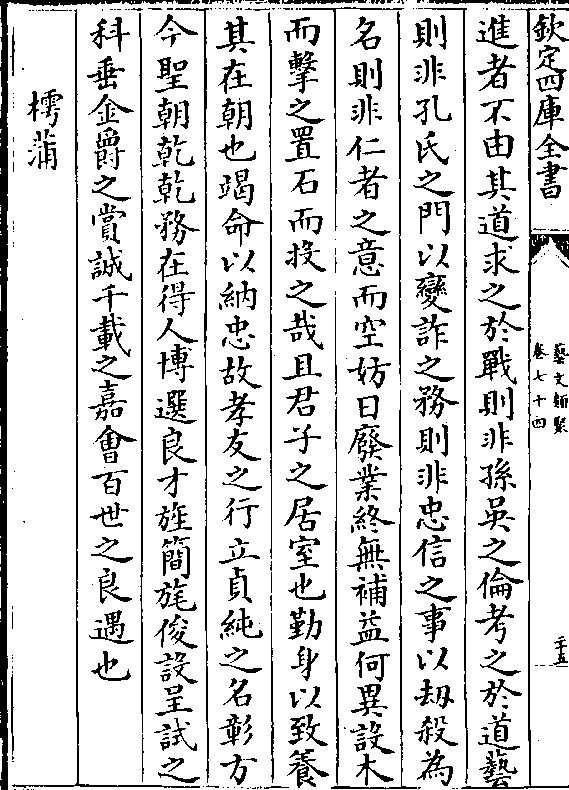 欽定四庫全書
藝文類聚
卷七十四
二十五
進者不由其道求之於戰則非孫吳之倫考之於道藝
則非孔氏之門以變詐之務則非忠信之事以刼殺為
名則非仁者之意而空妨日廢業終無補益何異設木
而擊之置石而投之哉且君子之居室也勤身以致養
其在朝也竭命以納忠故孝友之行立貞純之名彰方
今聖朝乾乾務在得人博選良才旌簡旄俊設呈試之
科垂金爵之賞誠千載之嘉會百世之良遇也
樗蒲